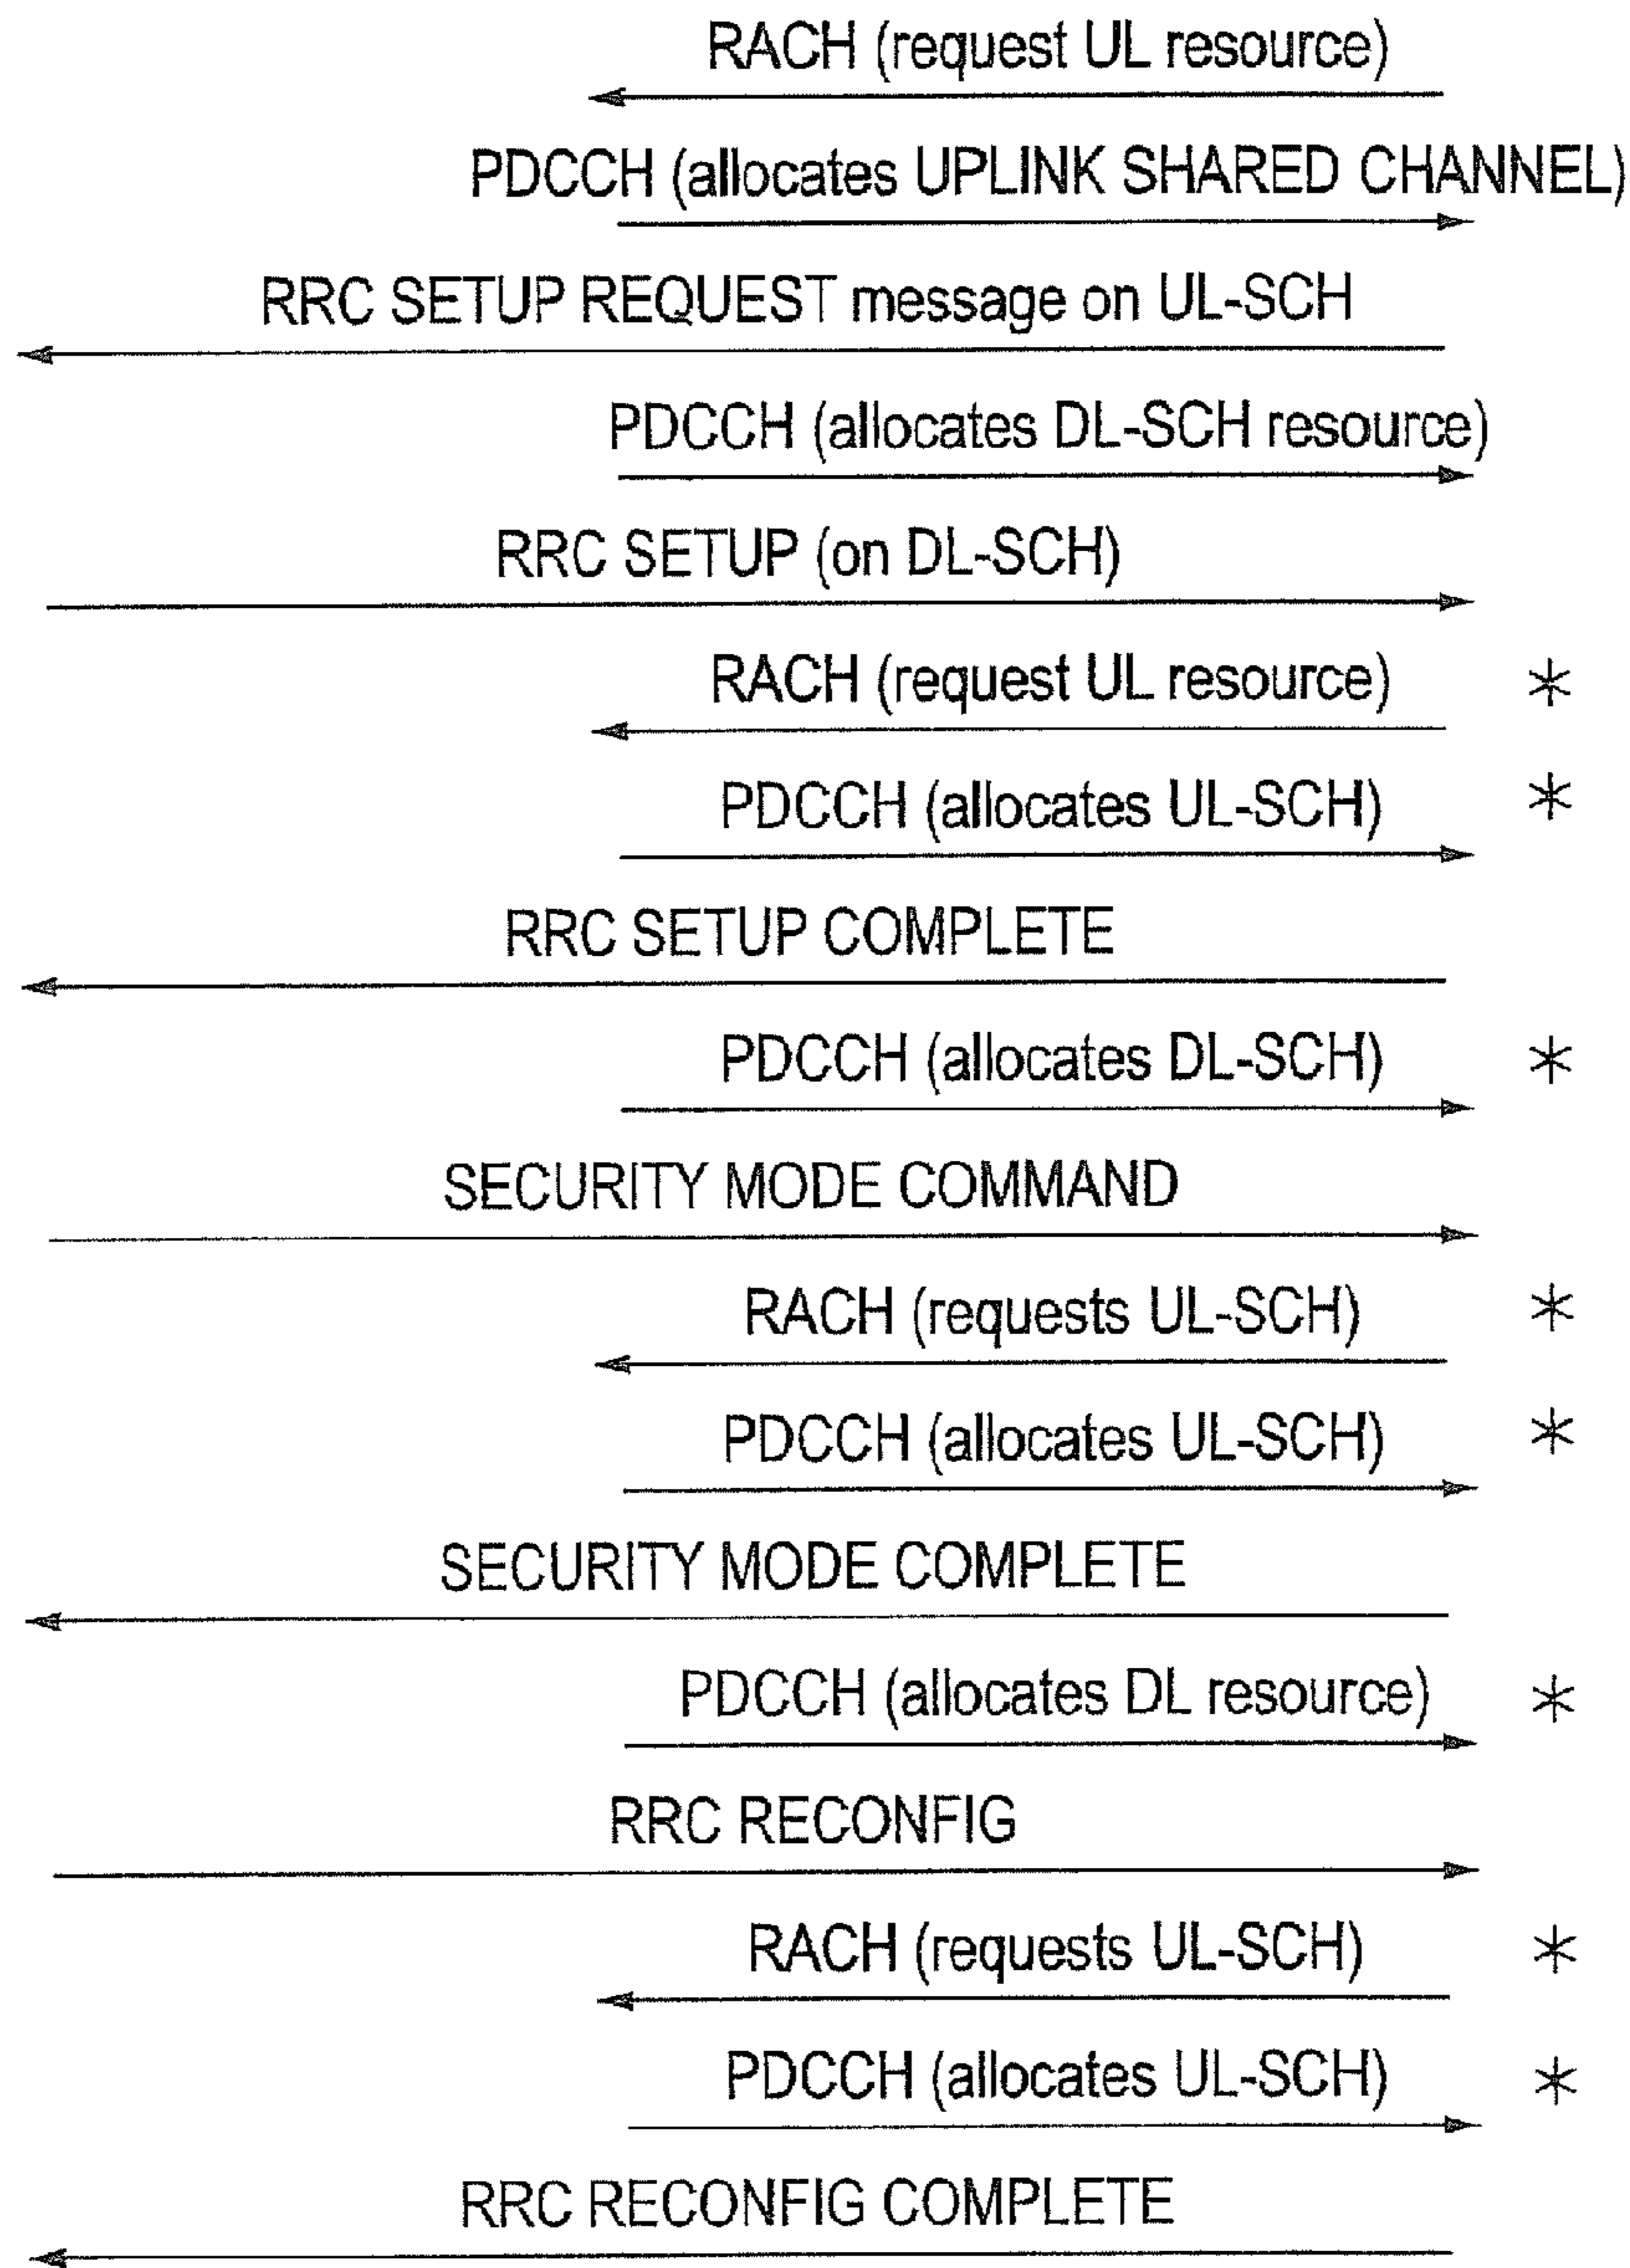 RACH (request UL resource)
PDCCH (allocates UPLINK SHARED CHANNEL)
RRC SETUP REQUEST message on UL-SCH
PDCCH (allocates DL-SCH resource)
RRC SETUP (on DL-SCH)
RACH (request UL resource) *
PDCCH (allocates UL-SCH) *
RRC SETUP COMPLETE
PDCCH (allocates DL-SCH) *
SECURITY MODE COMMAND
RACH (requests UL-SCH) *
PDCCH (allocates UL-SCH) *
SECURITY MODE COMPLETE
PDCCH (allocates DL resource) *
RRC RECONFIG
RACH (requests UL-SCH) *
PDCCH (allocates UL-SCH) *
RRC RECONFIG COMPLETE